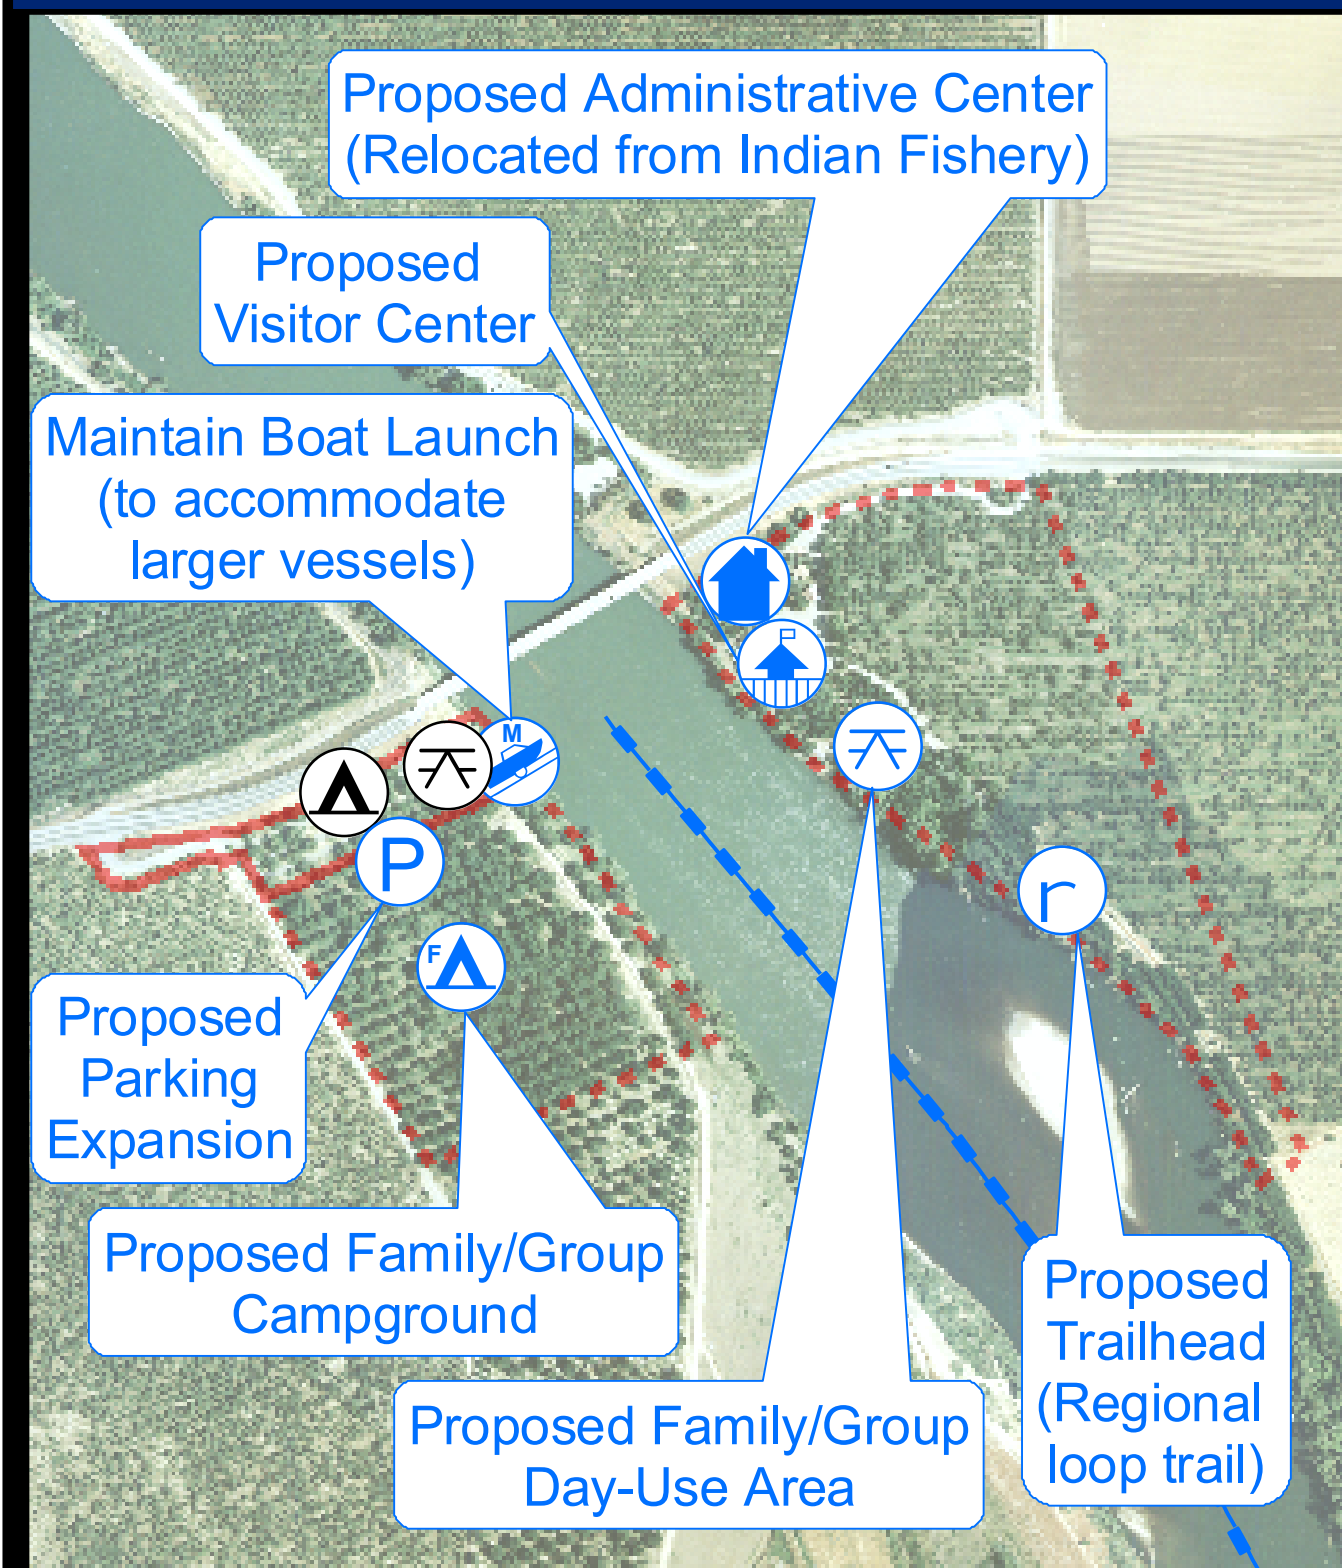 Proposed Administrative Center
(Relocated from Indian Fishery)
Proposed
Visitor Center
Maintain Boat Launch
(to accommodate
larger vessels)
M
P
F
r
Proposed
Parking
Expansion
Proposed Family/Group
Campground
Proposed Family/Group
Day-Use Area
Proposed
Trailhead
(Regional
loop trail)